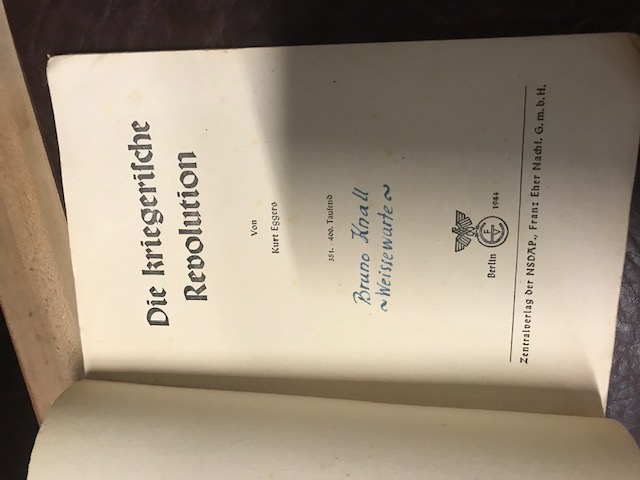 Die kriegerische
Revolution
Von
Kurt Eggers
351.-400. Tausend
Bruno Knall
~Weissewarte~
Berlin 1944
Zentralverlag der NSDAP., Franz Eher Nachf. G.m.b.H.